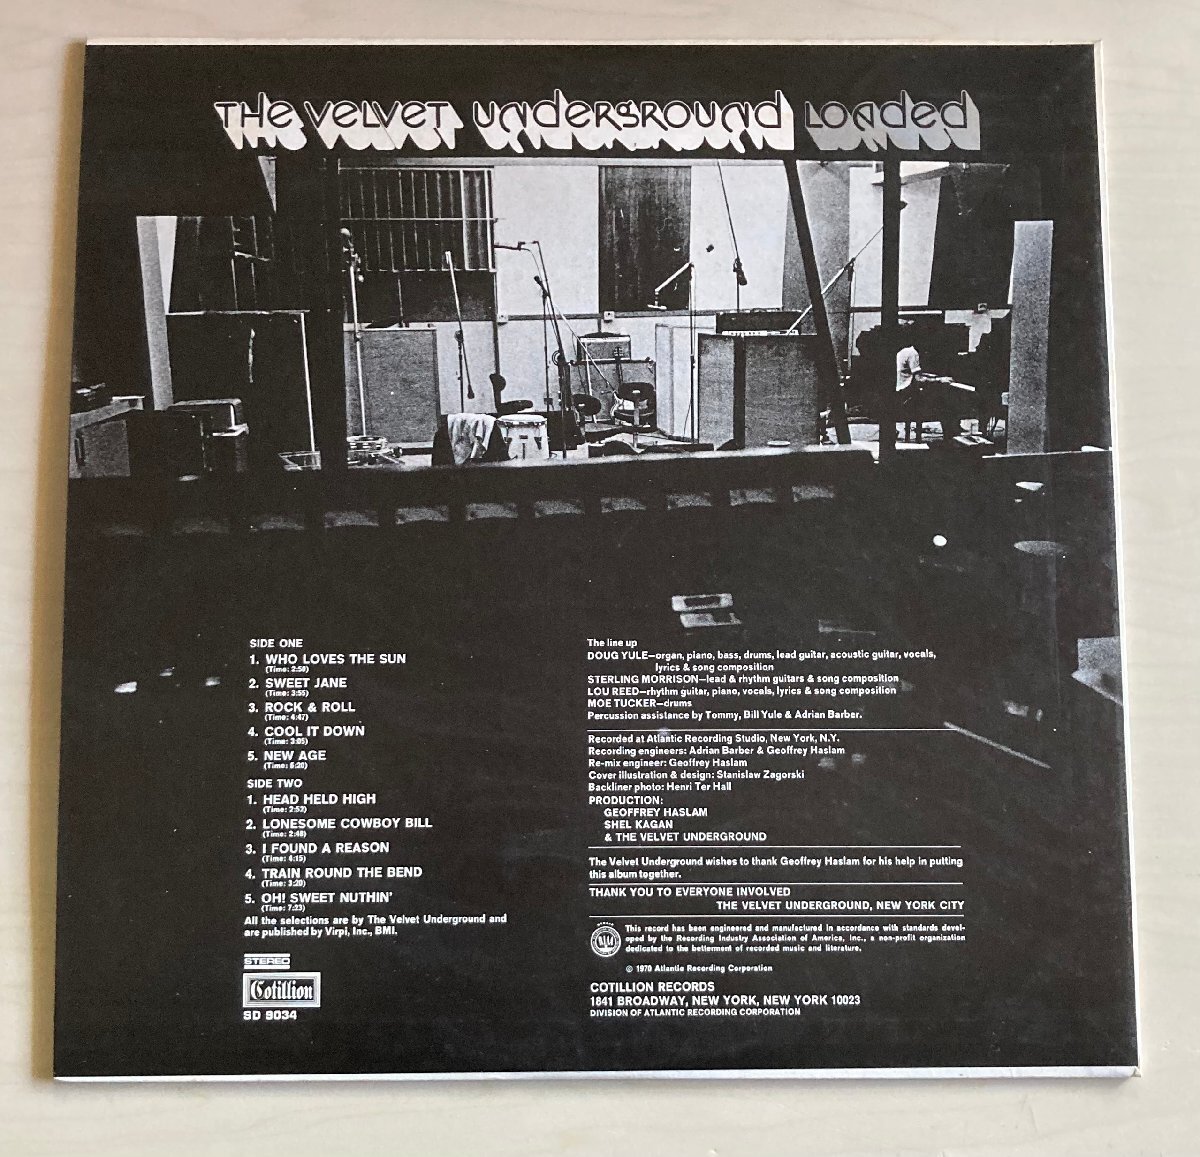 THE VELVET UNDERGROUND LOADED
SIDE ONE
1. WHO LOVES THE SUN
(Time: 2:50)
2. SWEET JANE
(Time: 3:55)
3. ROCK & ROLL
(Time: 4:47)
4. COOL IT DOWN
(Time: 3:05)
5. NEW AGE
(Time: 5:20)
SIDE TWO
1. HEAD HELD HIGH
(Time: 2:52)
2. LONESOME COWBOY BILL
(Time: 2:48)
3. I FOUND A REASON
(Time: 4:15)
4. TRAIN ROUND THE BEND
(Time: 3:20)
5. OH! SWEET NUTHIN'
(Time: 7:23)
All the selections are by The Velvet Underground and
are published by Virpi, Inc., BMI.
STEREO
Cotillion
SD 9034
The line up
DOUG YULE—organ, piano, bass, drums, lead guitar, acoustic guitar, vocals,
lyrics & song composition
STERLING MORRISON—lead & rhythm guitars & song composition
LOU REED—rhythm guitar, piano, vocals, lyrics & song composition
MOE TUCKER—drums
Percussion assistance by Tommy, Bill Yule & Adrian Barber.
Recorded at Atlantic Recording Studio, New York, N.Y.
Recording engineers: Adrian Barber & Geoffrey Haslam
Re-mix engineer: Geoffrey Haslam
Cover illustration & design: Stanislaw Zagorski
Backliner photo: Henri Ter Hall
PRODUCTION:
GEOFFREY HASLAM
SHEL KAGAN
& THE VELVET UNDERGROUND
The Velvet Underground wishes to thank Geoffrey Haslam for his help in putting
this album together.
THANK YOU TO EVERYONE INVOLVED
THE VELVET UNDERGROUND, NEW YORK CITY
This record has been engineered and manufactured in accordance with standards devel-
oped by the Recording Industry Association of America, Inc., a non-profit organization
dedicated to the betterment of recorded music and literature.
© 1970 Atlantic Recording Corporation
COTILLION RECORDS
1841 BROADWAY, NEW YORK, NEW YORK 10023
DIVISION OF ATLANTIC RECORDING CORPORATION